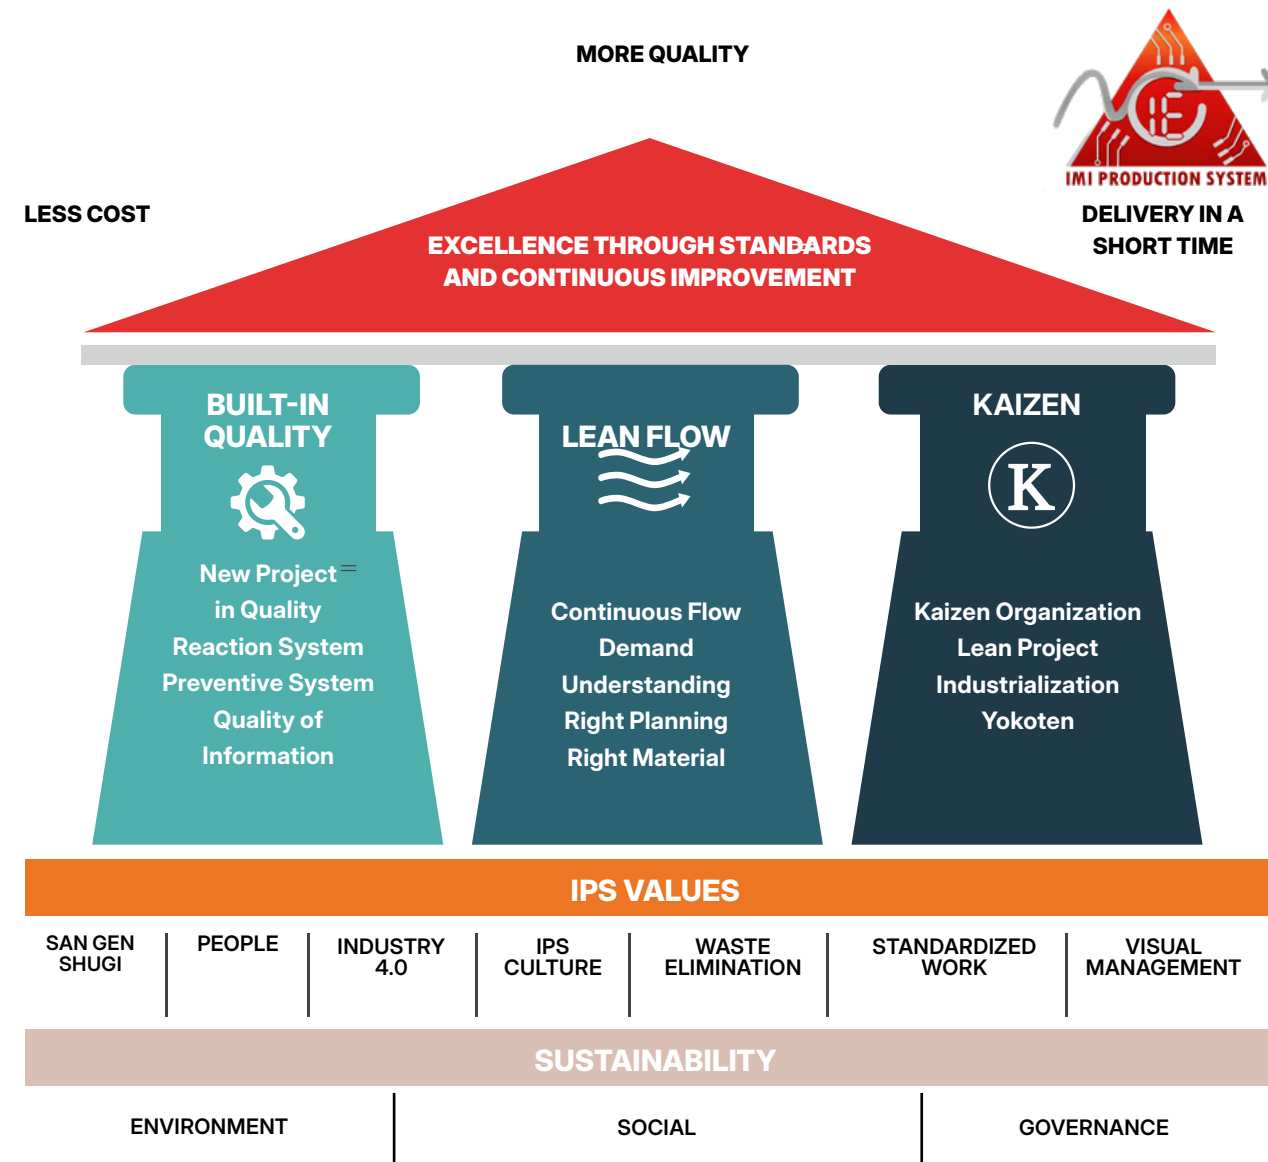 MORE QUALITY
IE
IMI PRODUCTION SYSTEM
LESS COST
DELIVERY IN A
SHORT TIME
EXCELLENCE THROUGH STANDARDS
AND CONTINUOUS IMPROVEMENT
BUILT-IN
QUALITY
New Project
in Quality
Reaction System
Preventive System
Quality of
Information
LEAN FLOW
Continuous Flow
Demand
Understanding
Right Planning
Right Material
KAIZEN
K
Kaizen Organization
Lean Project
Industrialization
Yokoten
IPS VALUES
SAN GEN
SHUGI
PEOPLE
INDUSTRY
4.0
IPS
CULTURE
WASTE
ELIMINATION
STANDARDIZED
WORK
VISUAL
MANAGEMENT
SUSTAINABILITY
ENVIRONMENT
SOCIAL
GOVERNANCE